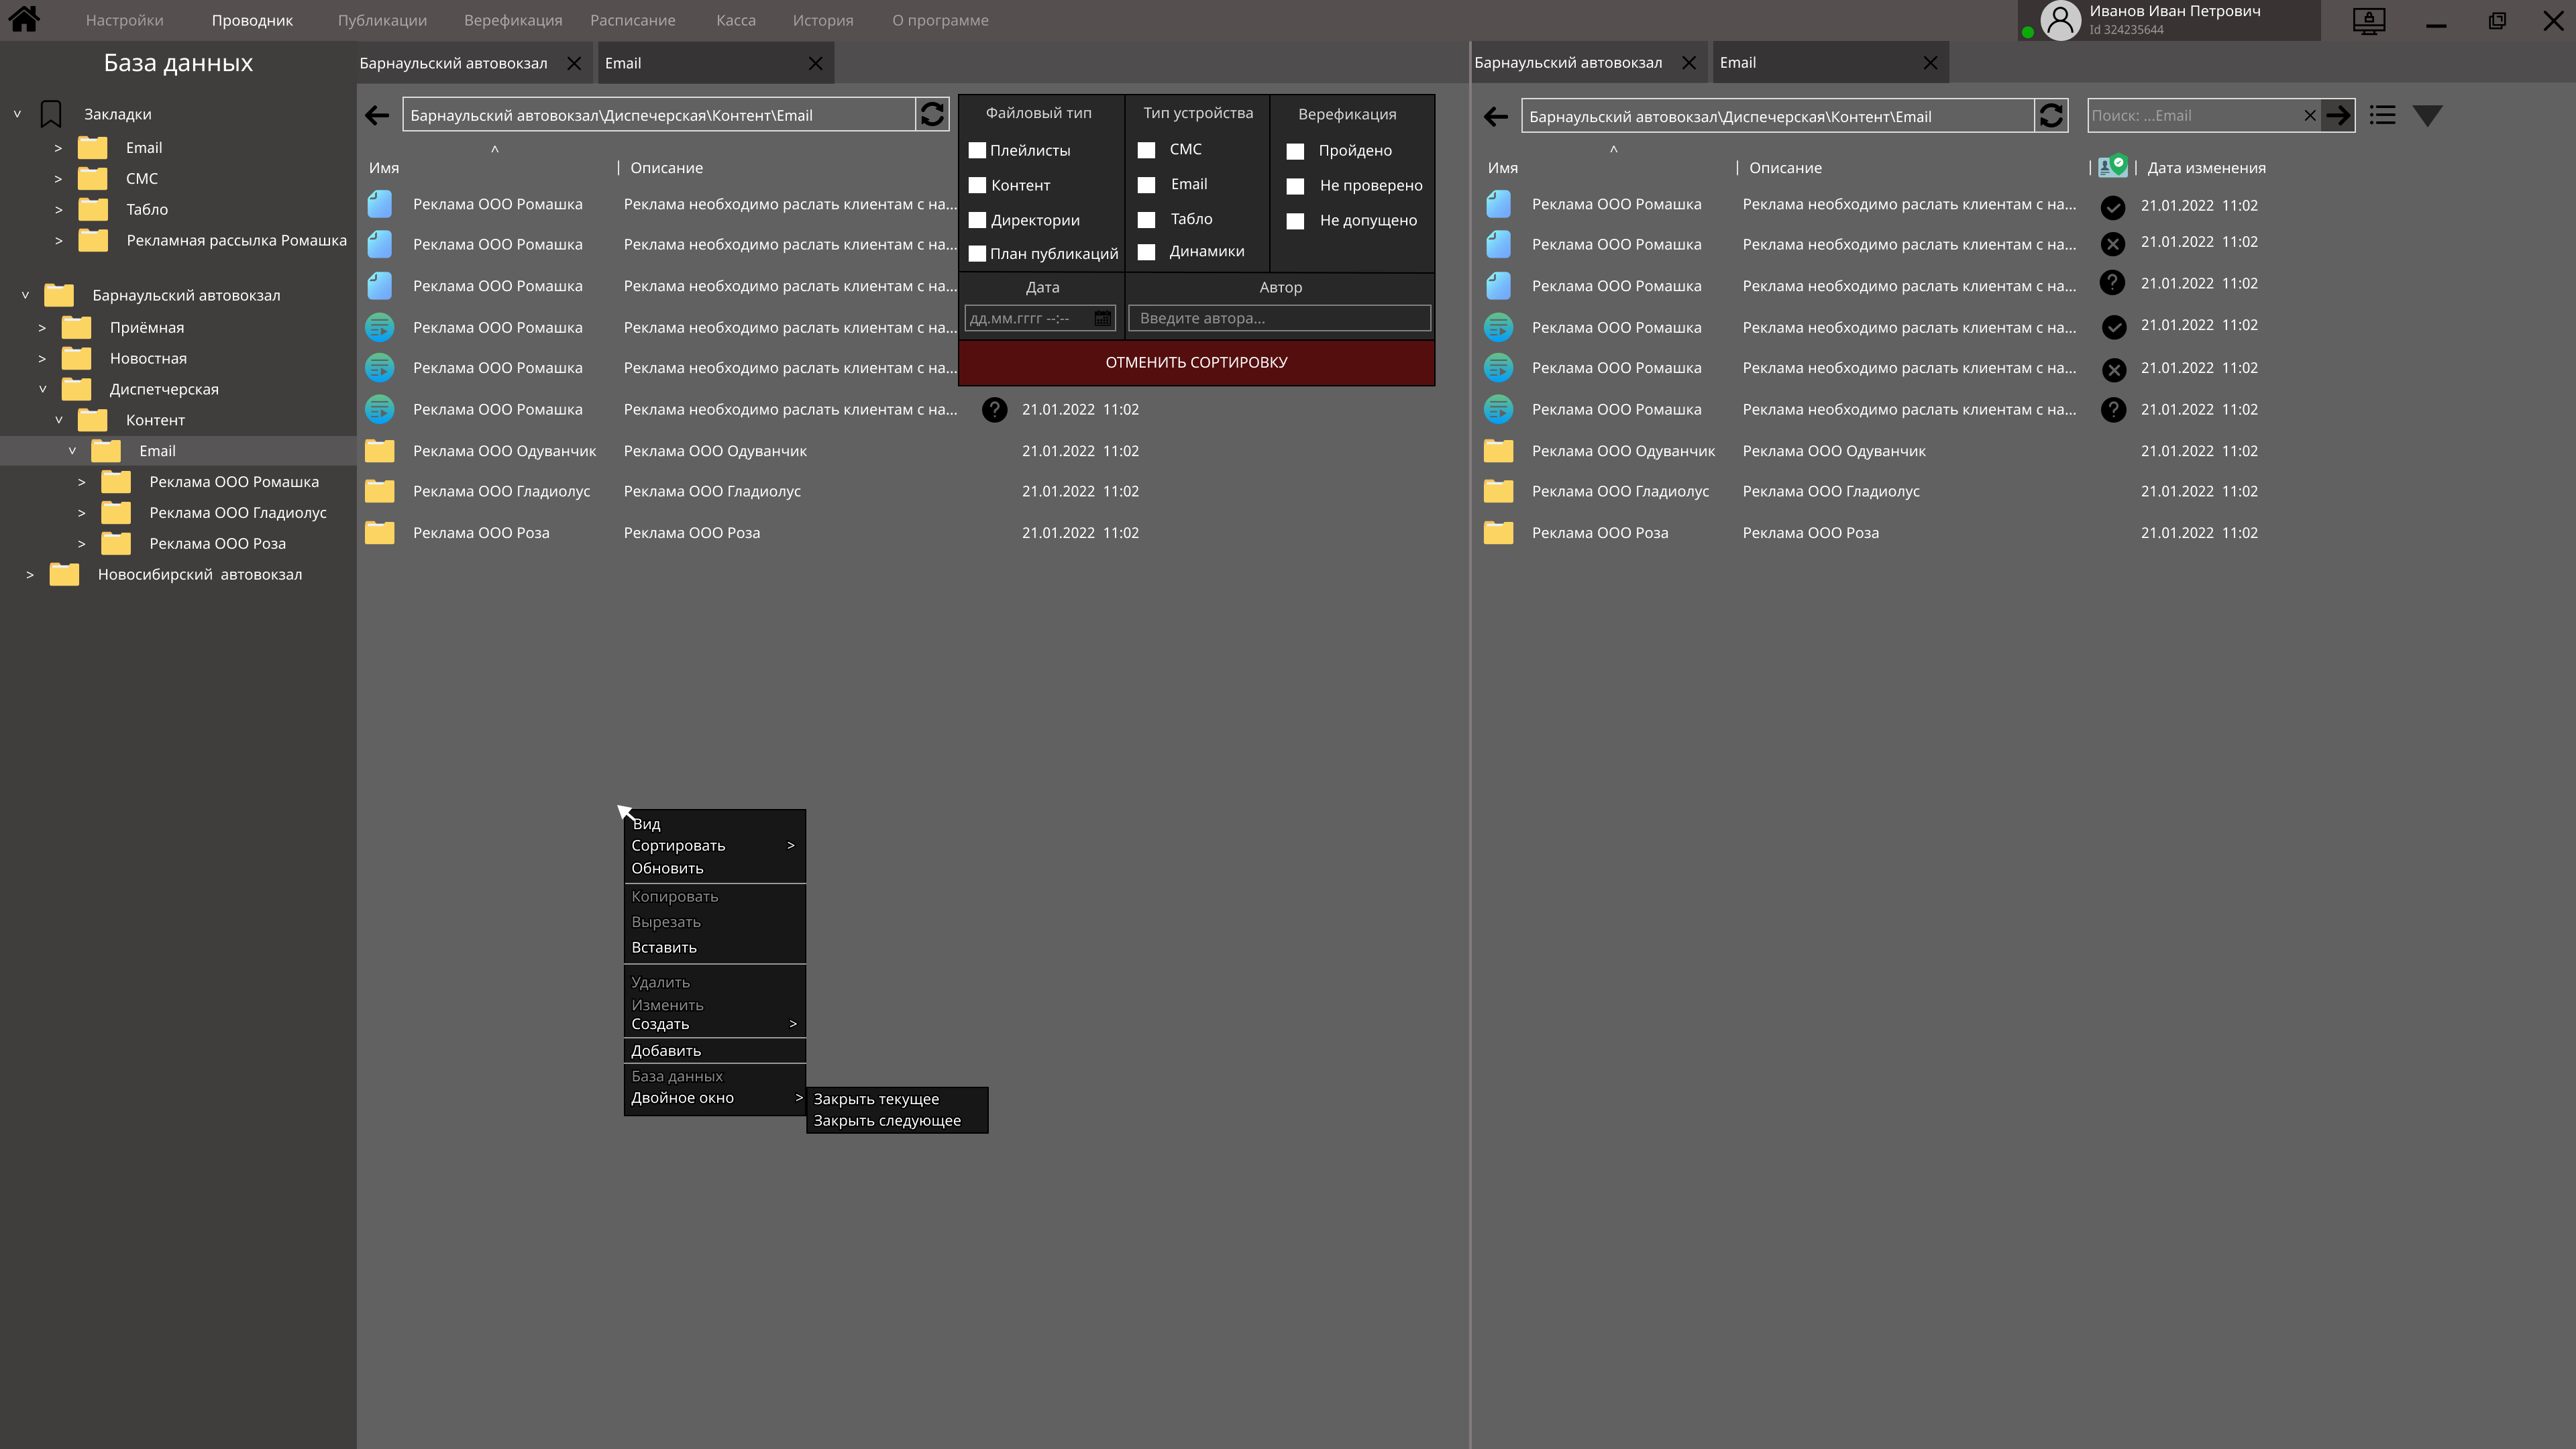 Настройки Проводник Публикации Верефикация Расписание Касса История О программе
Иванов Иван Петрович
Id 324235644
База данных
˅ Закладки
> Email
> СМС
> Табло
> Рекламная рассылка Ромашка
˅ Барнаульский автовокзал
> Приёмная
> Новостная
˅ Диспетчерская
˅ Контент
˅ Email
> Реклама ООО Ромашка
> Реклама ООО Гладиолус
> Реклама ООО Роза
> Новосибирский автовокзал
Барнаульский автовокзал
Email
Барнаульский автовокзал\Диспечерская\Контент\Email
Имя | Описание
Реклама ООО Ромашка Реклама необходимо раслать клиентам с на...
Реклама ООО Ромашка Реклама необходимо раслать клиентам с на...
Реклама ООО Ромашка Реклама необходимо раслать клиентам с на...
Реклама ООО Ромашка Реклама необходимо раслать клиентам с на...
Реклама ООО Ромашка Реклама необходимо раслать клиентам с на...
Реклама ООО Ромашка Реклама необходимо раслать клиентам с на... ? 21.01.2022 11:02
Реклама ООО Одуванчик Реклама ООО Одуванчик 21.01.2022 11:02
Реклама ООО Гладиолус Реклама ООО Гладиолус 21.01.2022 11:02
Реклама ООО Роза Реклама ООО Роза 21.01.2022 11:02
Файловый тип
Плейлисты
Контент
Директории
План публикаций
Тип устройства
СМС
Email
Табло
Динамики
Верефикация
Пройдено
Не проверено
Не допущено
Дата
дд.мм.гггг --:--
Автор
Введите автора...
ОТМЕНИТЬ СОРТИРОВКУ
Вид
Сортировать >
Обновить
Копировать
Вырезать
Вставить
Удалить
Изменить
Создать >
Добавить
База данных
Двойное окно >
Закрыть текущее
Закрыть следующее
Барнаульский автовокзал
Email
Барнаульский автовокзал\Диспечерская\Контент\Email
Поиск: ...Email
Имя | Описание | | Дата изменения
Реклама ООО Ромашка Реклама необходимо раслать клиентам с на... 21.01.2022 11:02
Реклама ООО Ромашка Реклама необходимо раслать клиентам с на... 21.01.2022 11:02
Реклама ООО Ромашка Реклама необходимо раслать клиентам с на... ? 21.01.2022 11:02
Реклама ООО Ромашка Реклама необходимо раслать клиентам с на... 21.01.2022 11:02
Реклама ООО Ромашка Реклама необходимо раслать клиентам с на... 21.01.2022 11:02
Реклама ООО Ромашка Реклама необходимо раслать клиентам с на... ? 21.01.2022 11:02
Реклама ООО Одуванчик Реклама ООО Одуванчик 21.01.2022 11:02
Реклама ООО Гладиолус Реклама ООО Гладиолус 21.01.2022 11:02
Реклама ООО Роза Реклама ООО Роза 21.01.2022 11:02